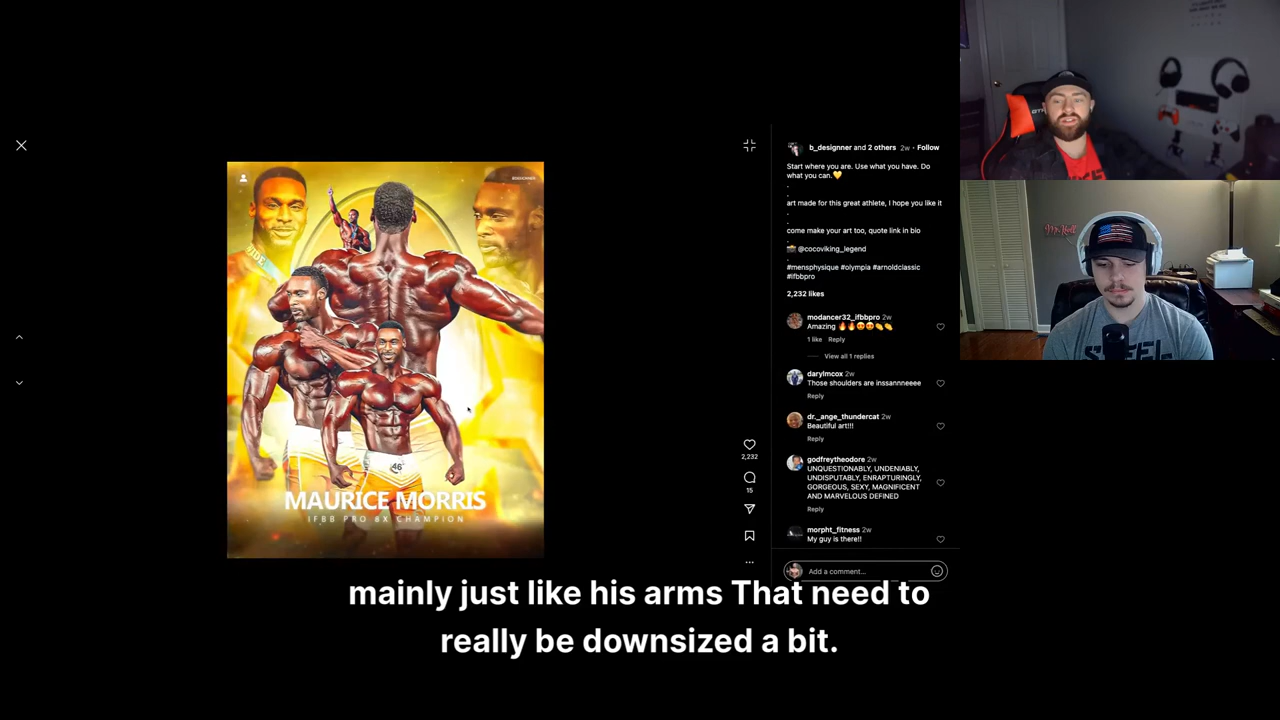 b_designner and 2 others 2w • Follow
Start where you are. Use what you have. Do
what you can.💛
.
.
art made for this great athlete, I hope you like it
.
.
come make your art too, quote link in bio
.
📸 @cocoviking_legend
.
#mensphysique #olympia #arnoldclassic
#ifbbpro
2,232 likes
modancer32_ifbbpro 2w
Amazing 🔥🔥😍😍👏👏
1 like Reply
View all 1 replies
darylmcox 2w
Those shoulders are inssannneeee
Reply
dr._ange_thundercat 2w
Beautiful art!!!
Reply
godfreytheodore 2w
UNQUESTIONABLY, UNDENIABLY,
UNDISPUTABLY, ENRAPTURINGLY,
GORGEOUS, SEXY, MAGNIFICENT
AND MARVELOUS DEFINED
Reply
morpht_fitness 2w
My guy is there!!
Add a comment...
2,232
15
46
MAURICE MORRIS
IFBB PRO 8X CHAMPION
mainly just like his arms That need to
really be downsized a bit.